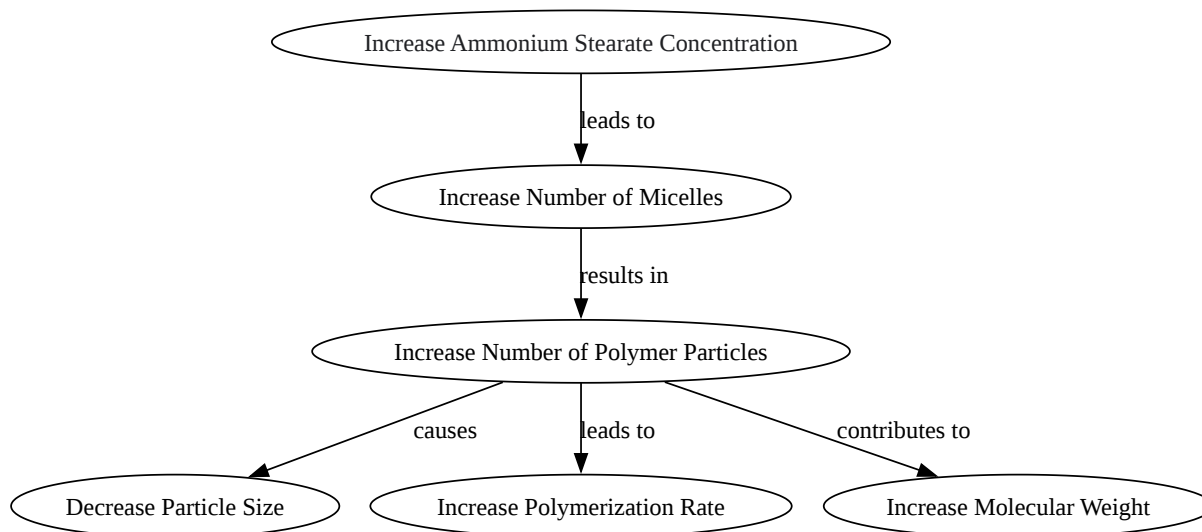 Increase Ammonium Stearate Concentration
leads to
Increase Number of Micelles
results in
Increase Number of Polymer Particles
causes
leads to
contributes to
Decrease Particle Size
Increase Polymerization Rate
Increase Molecular Weight